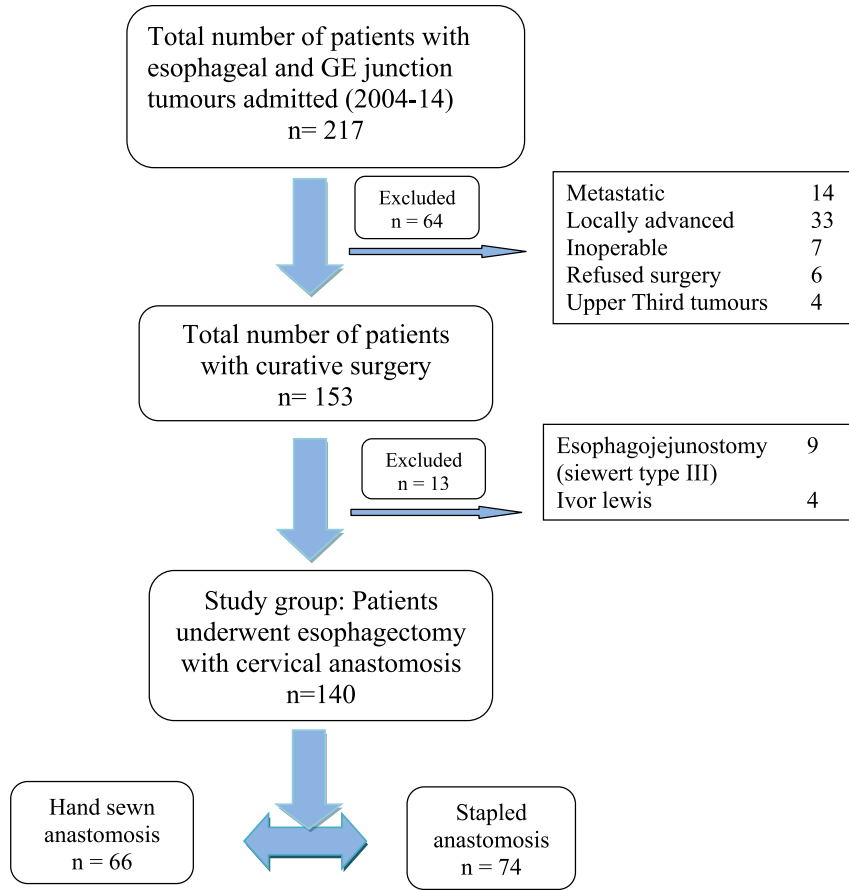 Total number of patients with
esophageal and GE junction
tumours admitted (2004-14)
n= 217
Excluded
n = 64
Metastatic 14
Locally advanced 33
Inoperable 7
Refused surgery 6
Upper Third tumours 4
Total number of patients
with curative surgery
n= 153
Excluded
n = 13
Esophagojejunostomy 9
(siewert type III)
Ivor lewis 4
Study group: Patients
underwent esophagectomy
with cervical anastomosis
n=140
Hand sewn
anastomosis
n = 66
Stapled
anastomosis
n = 74